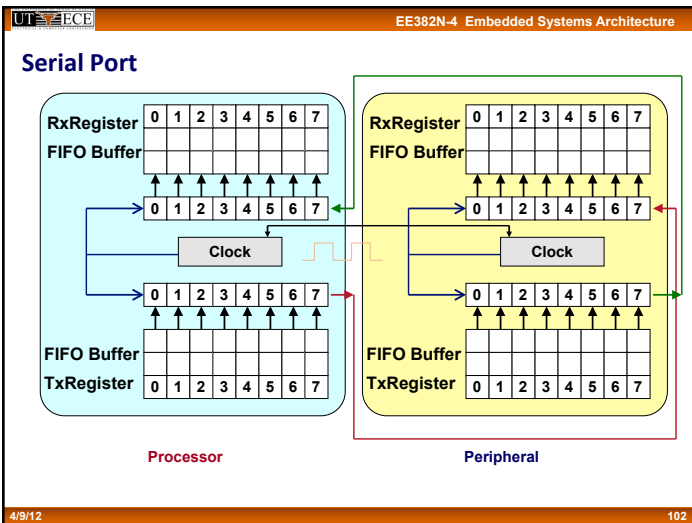 UT ECE
EE382N-4 Embedded Systems Architecture
Serial Port
RxRegister 0 1 2 3 4 5 6 7
FIFO Buffer
0 1 2 3 4 5 6 7
Clock
0 1 2 3 4 5 6 7
FIFO Buffer
TxRegister 0 1 2 3 4 5 6 7
RxRegister 0 1 2 3 4 5 6 7
FIFO Buffer
0 1 2 3 4 5 6 7
Clock
0 1 2 3 4 5 6 7
FIFO Buffer
TxRegister 0 1 2 3 4 5 6 7
Processor
Peripheral
4/9/12
102